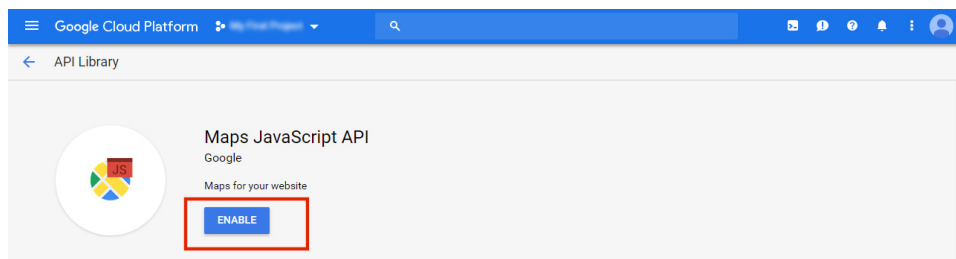 Google Cloud Platform
API Library
JS
Maps JavaScript API
Google
Maps for your website
ENABLE